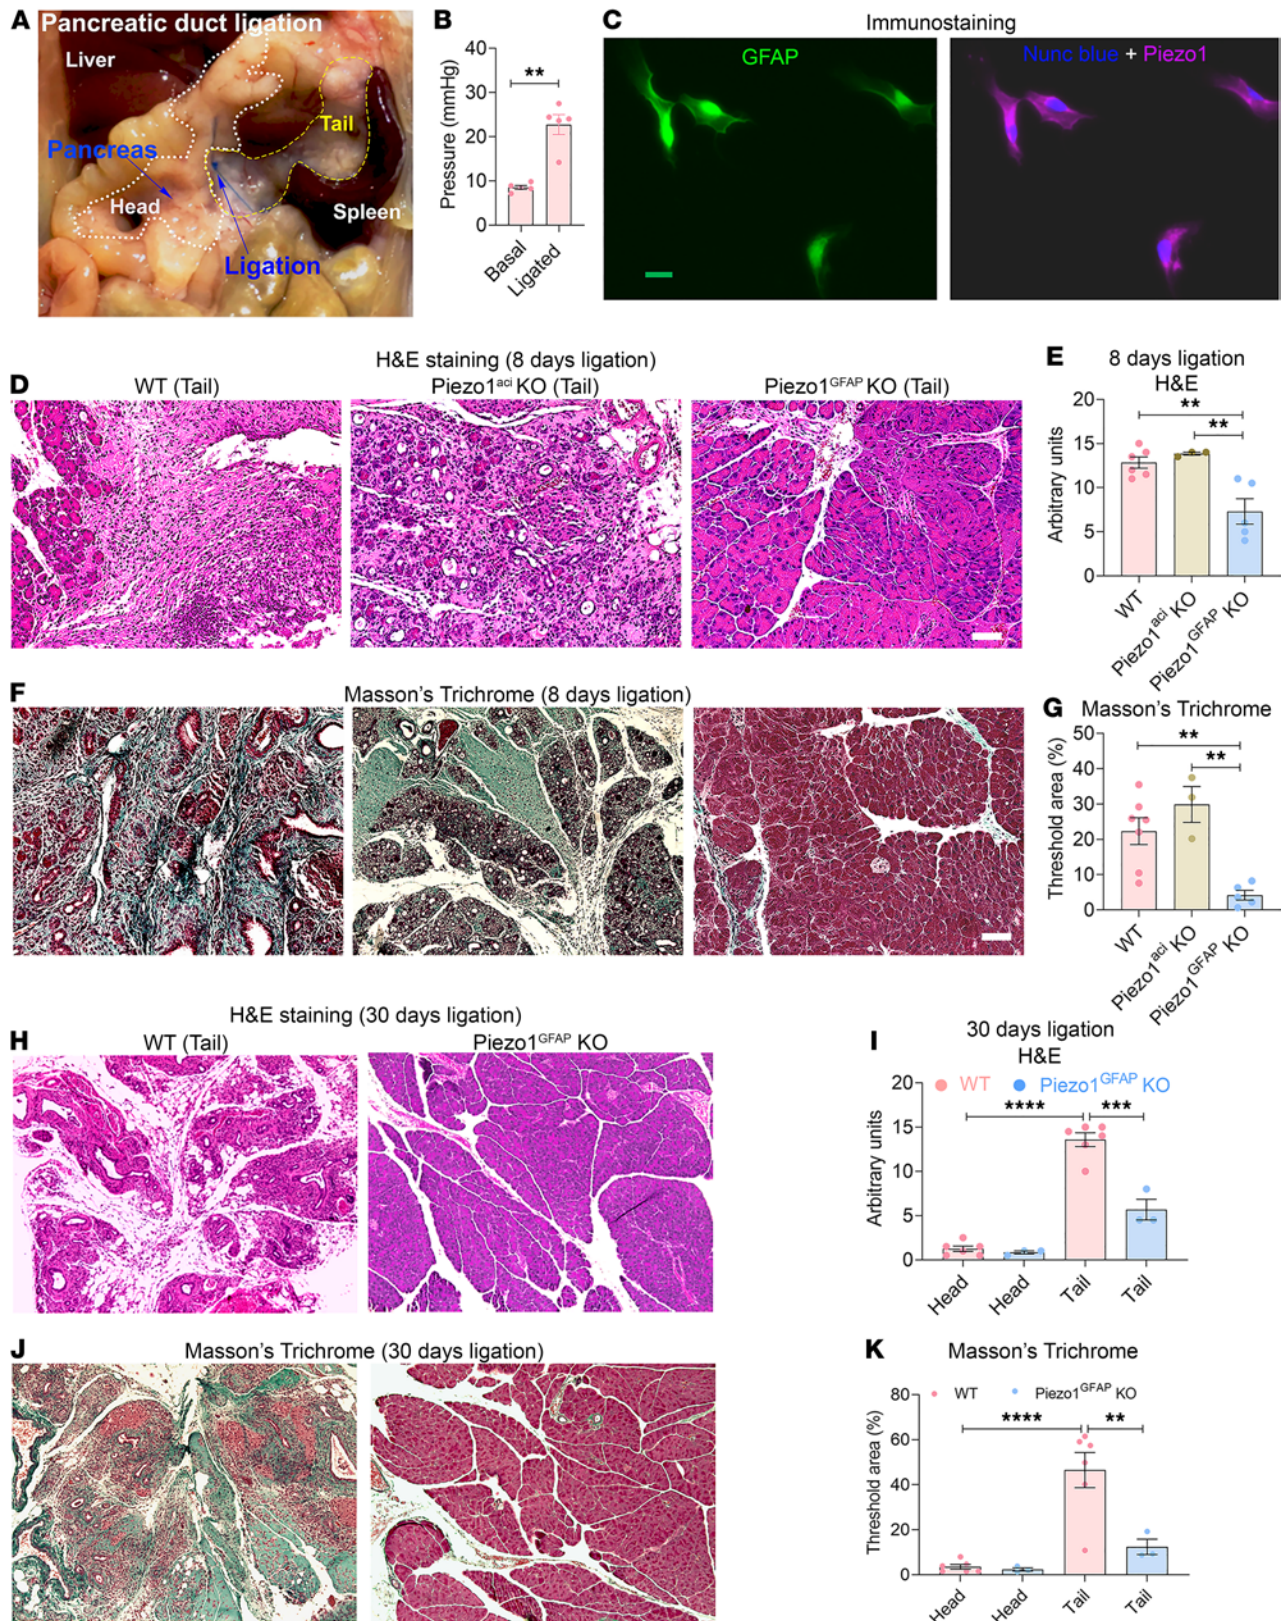 A
Pancreatic duct ligation
Liver
Tail
Pancreas
Head
Spleen
Ligation
B
Pressure (mmHg)
40
30
20
10
0
**
Basal
Ligated
C
Immunostaining
GFAP
Nunc blue + Piezo1
H&E staining (8 days ligation)
D
WT (Tail)
Piezo1aci KO (Tail)
Piezo1GFAP KO (Tail)
E
8 days ligation
H&E
Arbitrary units
20
15
10
5
0
**
**
WT
Piezo1aci KO
Piezo1GFAP KO
F
Masson's Trichrome (8 days ligation)
G
Masson's Trichrome
Threshold area (%)
50
40
30
20
10
0
**
**
WT
Piezo1aci KO
Piezo1GFAP KO
H
H&E staining (30 days ligation)
WT (Tail)
Piezo1GFAP KO
I
30 days ligation
H&E
WT
Piezo1GFAP KO
Arbitrary units
20
15
10
5
0
****
***
Head
Head
Tail
Tail
J
Masson's Trichrome (30 days ligation)
K
Masson's Trichrome
WT
Piezo1GFAP KO
Threshold area (%)
80
60
40
20
0
****
**
Head
Head
Tail
Tail